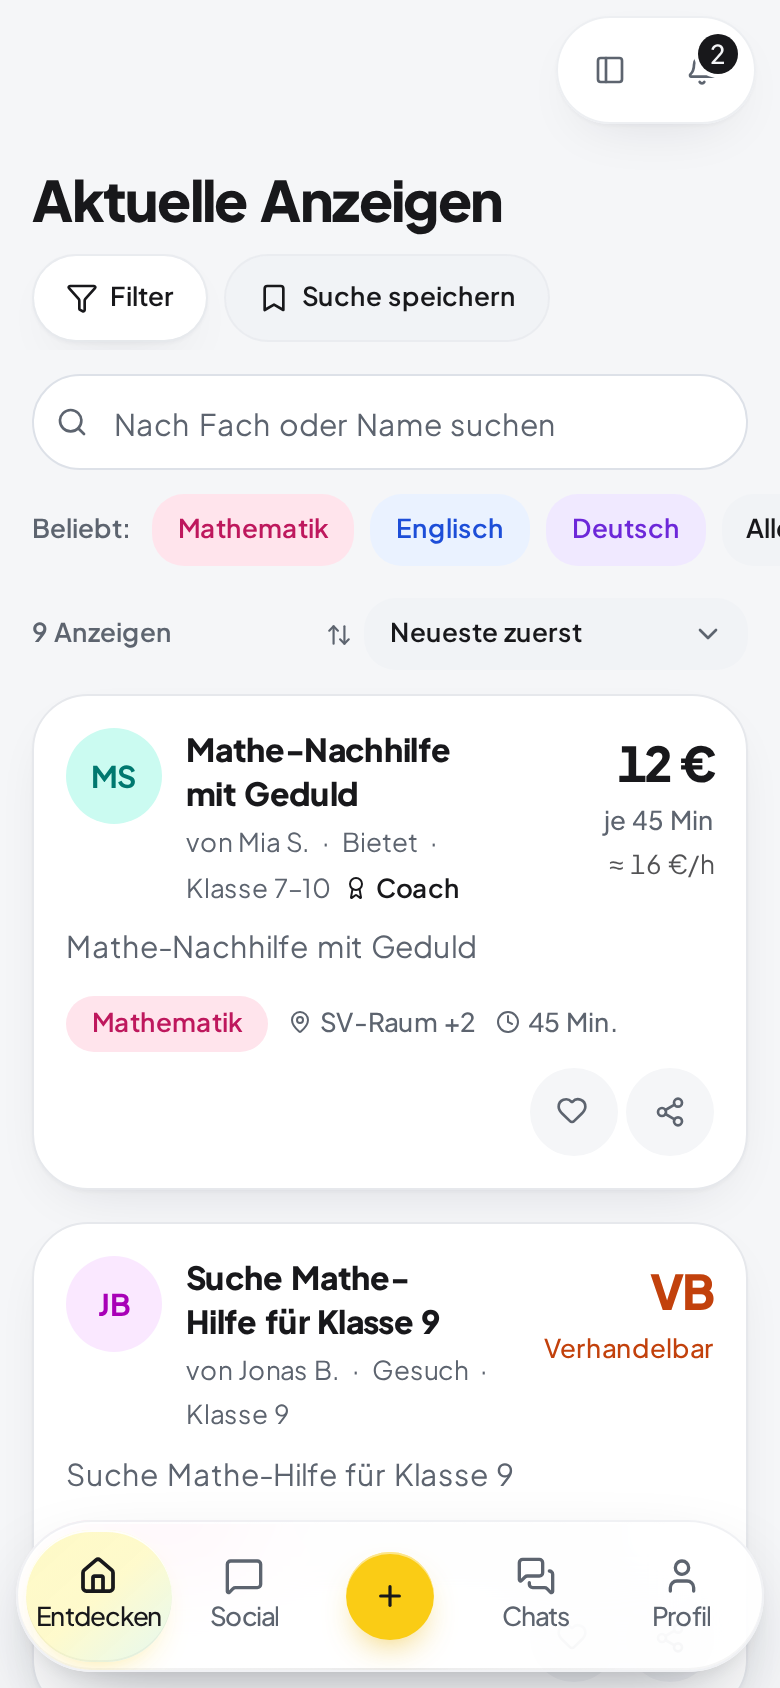 2
Aktuelle Anzeigen
Filter
Suche speichern
Nach Fach oder Name suchen
Beliebt: Mathematik Englisch Deutsch
9 Anzeigen
Neueste zuerst
MS
Mathe-Nachhilfe
mit Geduld
von Mia S. · Bietet ·
Klasse 7–10 Coach
12 €
je 45 Min
≈ 16 €/h
Mathe-Nachhilfe mit Geduld
Mathematik SV-Raum +2 45 Min.
JB
Suche Mathe-
Hilfe für Klasse 9
von Jonas B. · Gesuch ·
Klasse 9
VB
Verhandelbar
Suche Mathe-Hilfe für Klasse 9
Entdecken
Social
Chats
Profil